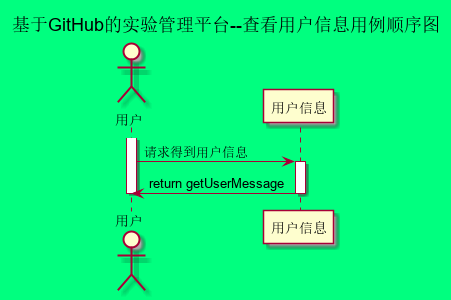 基于GitHub的实验管理平台--查看用户信息用例顺序图
用户
用户信息
请求得到用户信息
return getUserMessage
用户
用户信息